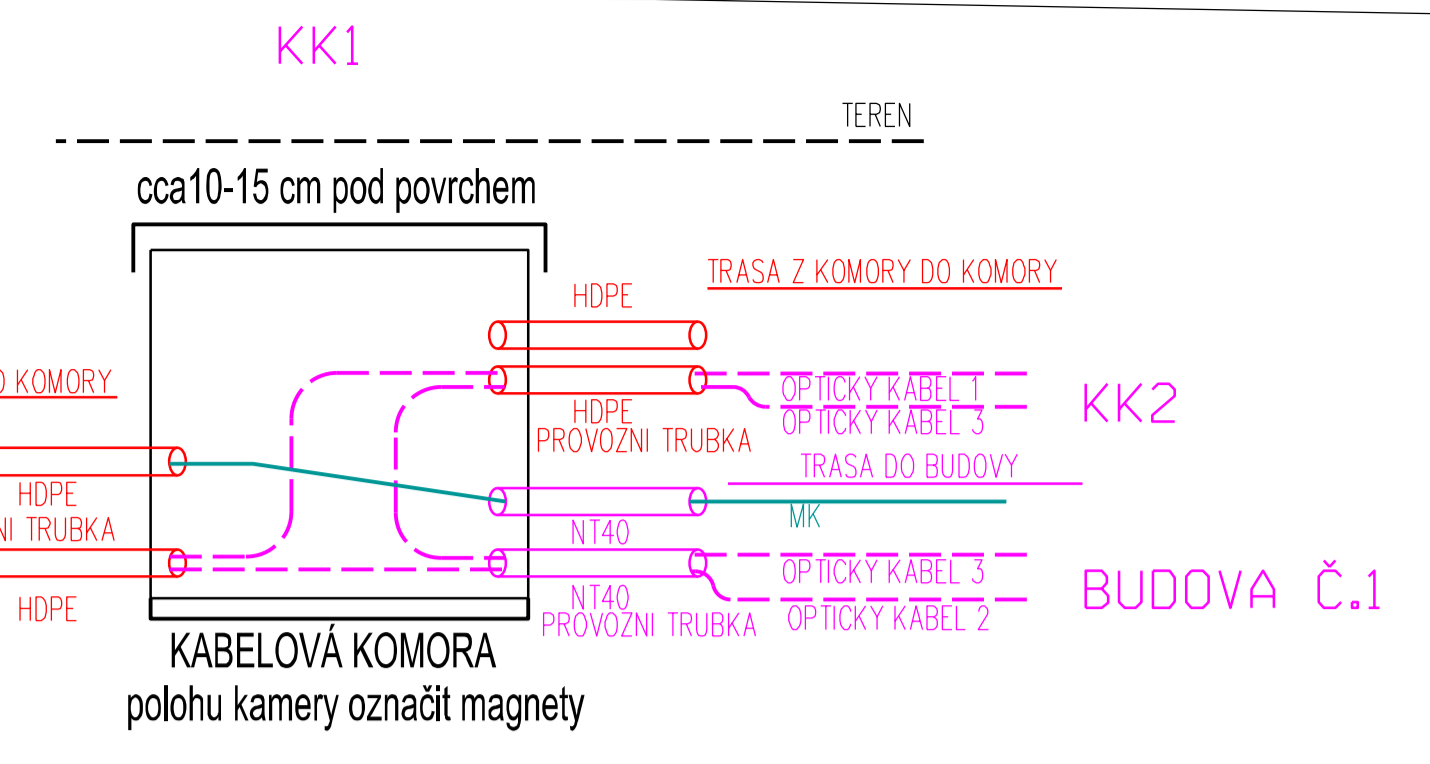 KK1
TEREN
cca10-15 cm pod povrchem
TRASA Z KOMORY DO KOMORY
HDPE
O KOMORY
OPTICKY KABEL 1
KK2
HDPE
OPTICKY KABEL 3
PROVOZNI TRUBKA
TRASA DO BUDOVY
HDPE
MK
NI TRUBKA
NT40
OPTICKY KABEL 3
BUDOVA Č.1
HDPE
NT40
OPTICKY KABEL 2
PROVOZNI TRUBKA
KABELOVÁ KOMORA
polohu kamery označit magnety